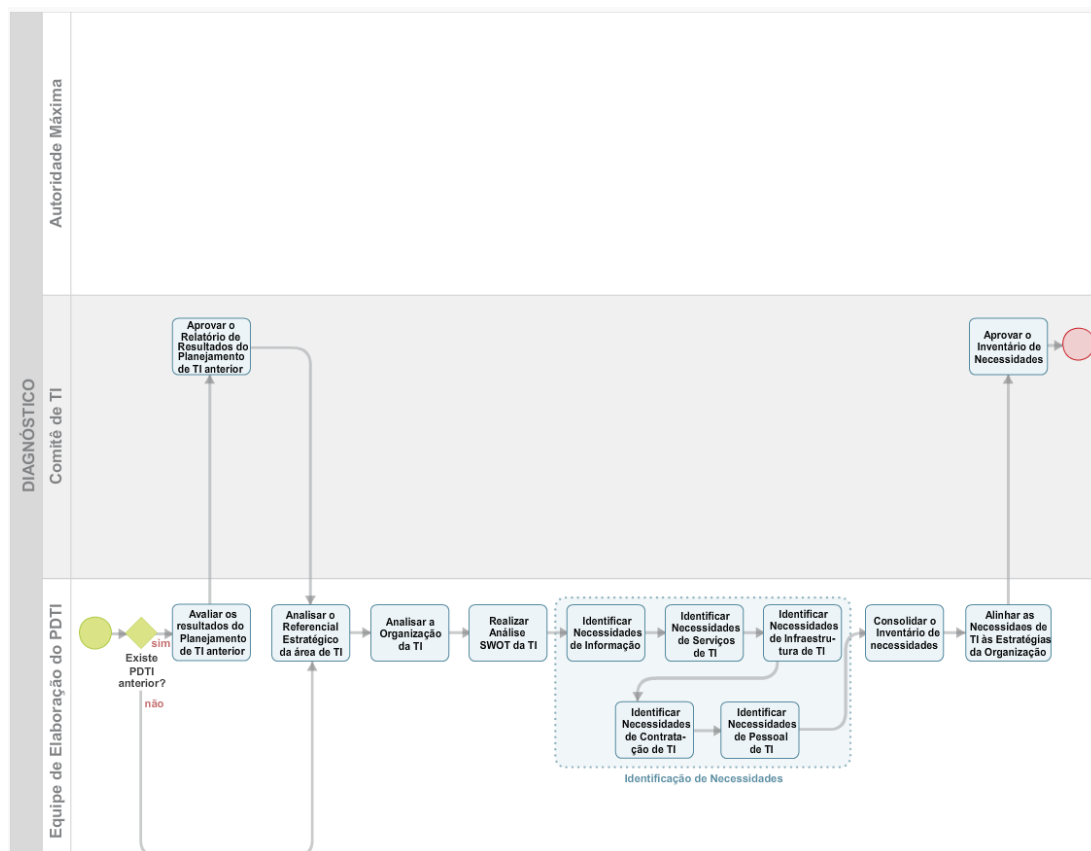 DIAGNÓSTICO
Autoridade Máxima
Comitê de TI
Aprovar o
Relatório de
Resultados do
Planejamento
de TI anterior
Aprovar o
Inventário de
Necessidades
Equipe de Elaboração do PDTI
Existe
PDTI
anterior?
sim
não
Avaliar os
resultados do
Planejamento
de TI anterior
Analisar o
Referencial
Estratégico
da área de TI
Analisar a
Organização
da TI
Realizar
Análise
SWOT da TI
Identificar
Necessidades
de Informação
Identificar
Necessidades
de Serviços
de TI
Identificar
Necessidades
de Infraestru-
tura de TI
Identificar
Necessidades
de Contrata-
ção de TI
Identificar
Necessidades
de Pessoal
de TI
Identificação de Necessidades
Consolidar o
Inventário de
necessidades
Alinhar as
Necessidaes de
TI às Estratégias
da Organização